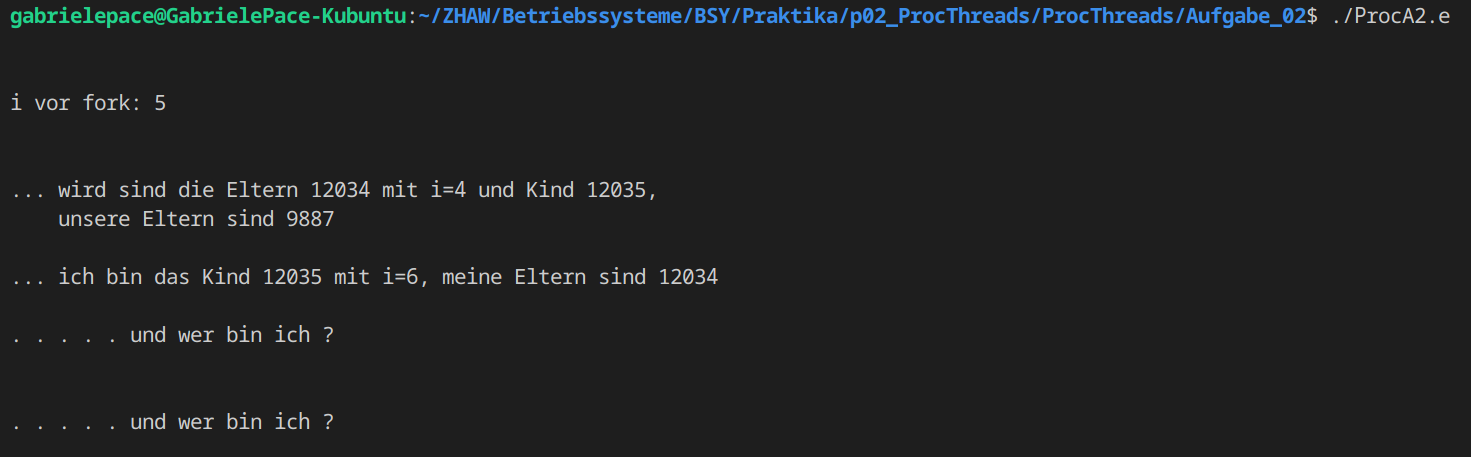 gabrielepace@GabrielePace-Kubuntu:~/ZHAW/Betriebssysteme/BSY/Praktika/p02_ProcThreads/ProcThreads/Aufgabe_02$ ./ProcA2.e
i vor fork: 5
... wird sind die Eltern 12034 mit i=4 und Kind 12035,
unsere Eltern sind 9887
... ich bin das Kind 12035 mit i=6, meine Eltern sind 12034
. . . . . und wer bin ich ?
. . . . . und wer bin ich ?